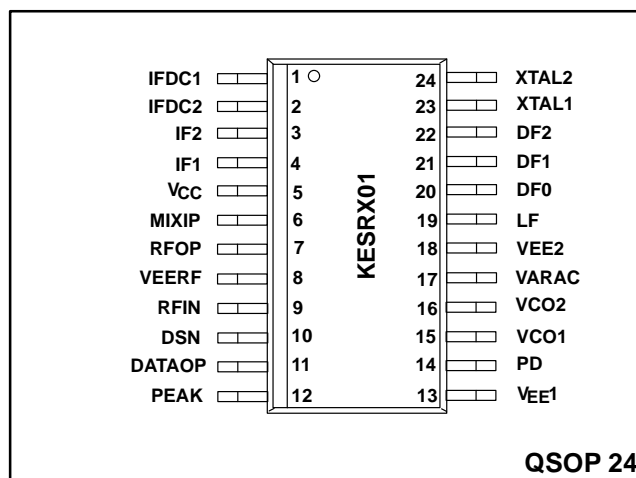 IFDC1 1 24 XTAL2
IFDC2 2 23 XTAL1
IF2 3 22 DF2
IF1 4 21 DF1
VCC 5 20 DF0
MIXIP 6 19 LF
RFOP 7 18 VEE2
VEERF 8 17 VARAC
RFIN 9 16 VCO2
DSN 10 15 VCO1
DATAOP 11 14 PD
PEAK 12 13 VEE1
KESRX01
QSOP 24